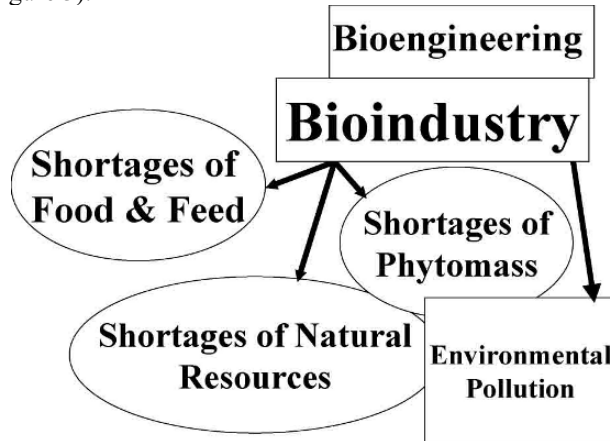 Bioengineering
Bioindustry
Shortages of
Food & Feed
Shortages of
Phytomass
Shortages of Natural
Resources
Environmental
Pollution